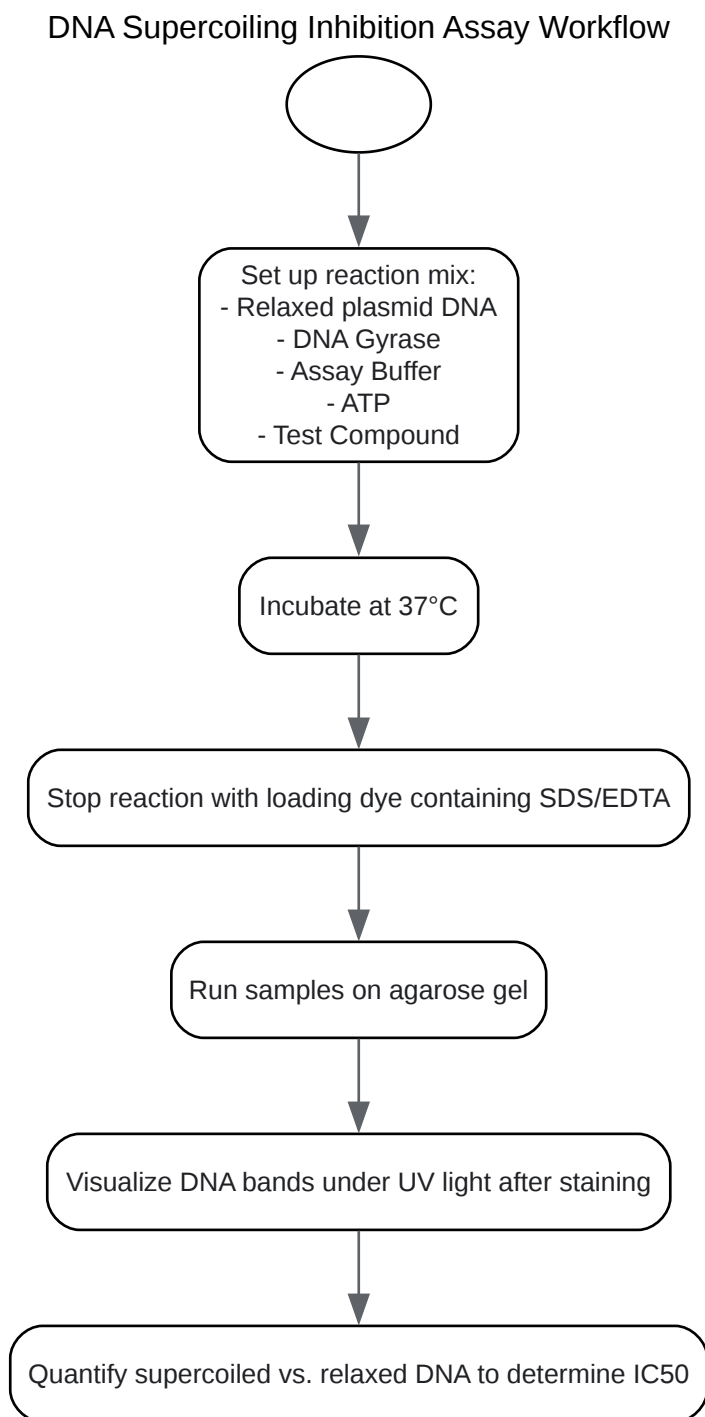 DNA Supercoiling Inhibition Assay Workflow
Set up reaction mix:
- Relaxed plasmid DNA
- DNA Gyrase
- Assay Buffer
- ATP
- Test Compound
Incubate at 37°C
Stop reaction with loading dye containing SDS/EDTA
Run samples on agarose gel
Visualize DNA bands under UV light after staining
Quantify supercoiled vs. relaxed DNA to determine IC50